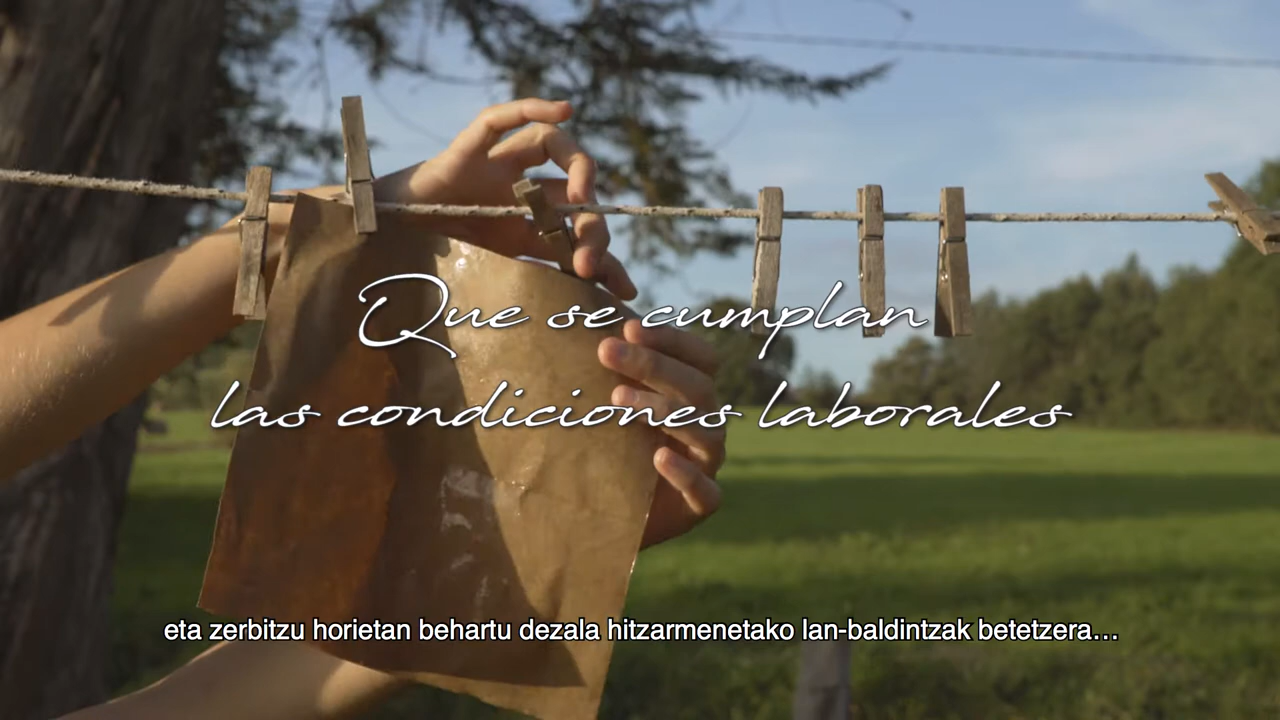 Que se cumplan
las condiciones laborales
eta zerbitzu horietan behartu dezala hitzarmenetako lan-baldintzak betetzera…